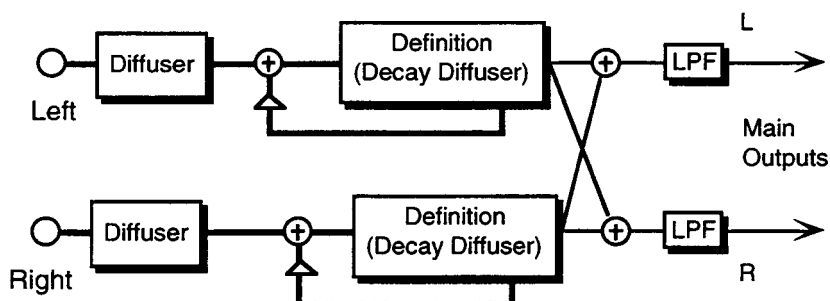 L
Diffuser
Definition
(Decay Diffuser)
LPF
Left
Main
Outputs
Diffuser
Definition
(Decay Diffuser)
LPF
Right
R